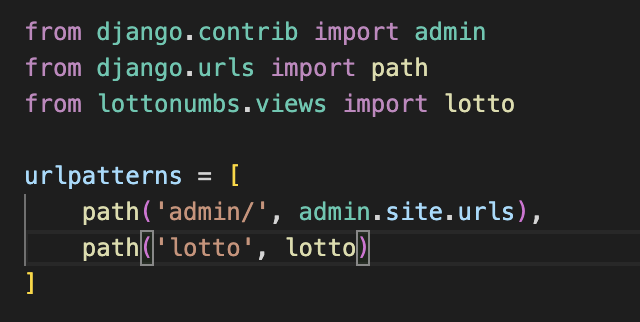 from django.contrib import admin
from django.urls import path
from lottonumbs.views import lotto
urlpatterns = [
    path('admin/', admin.site.urls),
    path('lotto', lotto)
]